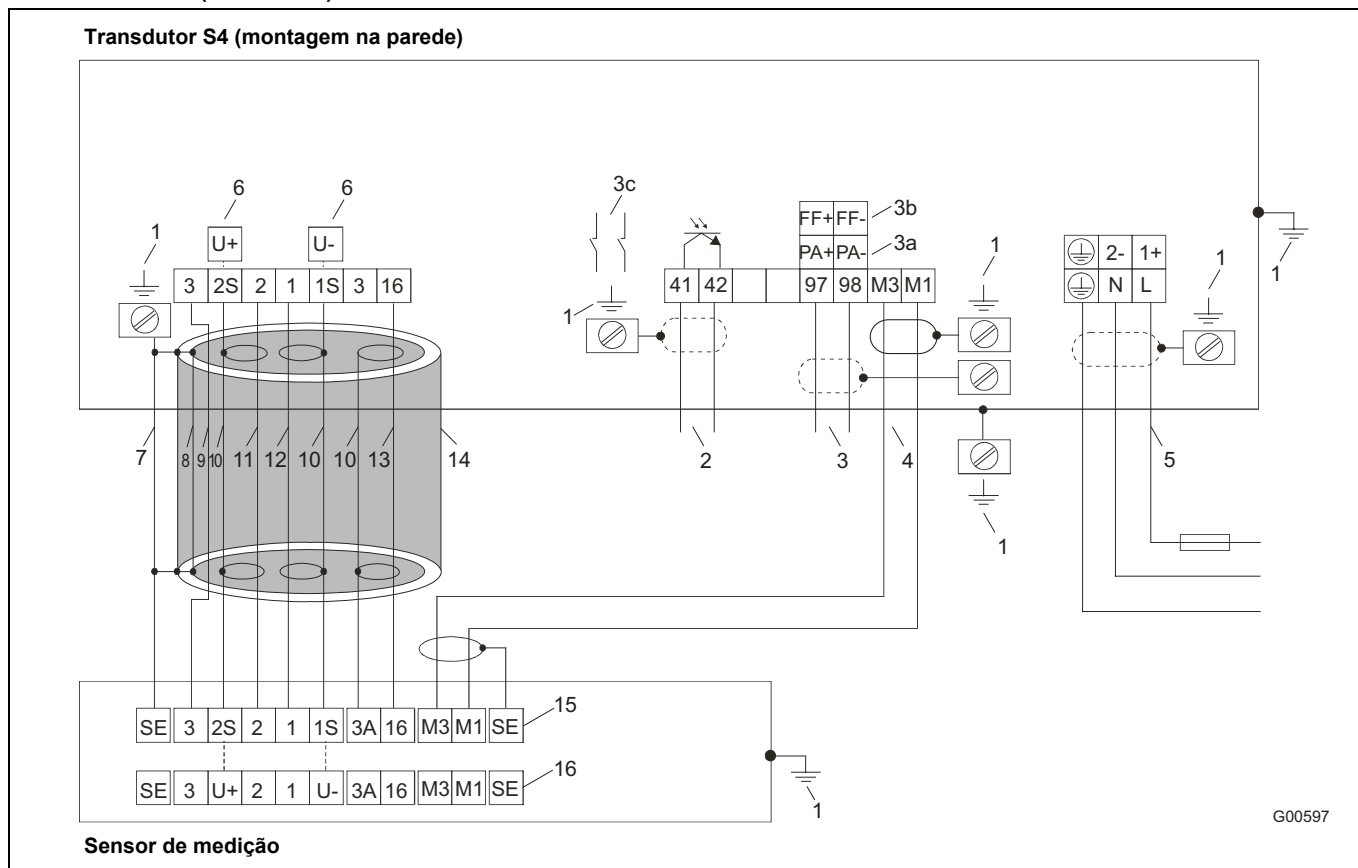 Transdutor S4 (montagem na parede)
6 6 3c
U+ U- FF+ FF- 3b
PA+ PA- 3a
1 1 1 1
2- 1+
3 2S 2 1 1S 3 16
41 42 97 98 M3 M1
N L
1
7 8 9 10 11 12 10 10 13 14 2 3 4 5
1
SE 3 2S 2 1 1S 3A 16 M3 M1 SE 15
SE 3 U+ 2 1 U- 3A 16 M3 M1 SE 16
1
G00597
Sensor de medição